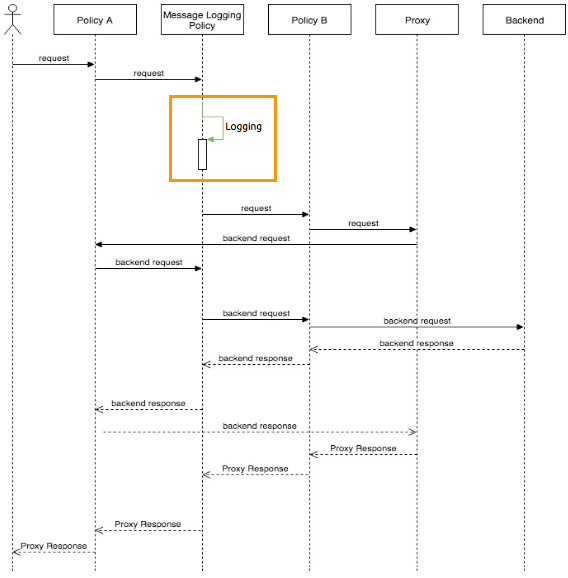 Policy A
Message Logging
Policy
Policy B
Proxy
Backend
request
request
Logging
request
request
backend request
backend request
backend request
backend request
backend response
backend response
backend response
backend response
Proxy Response
Proxy Response
Proxy Response
Proxy Response